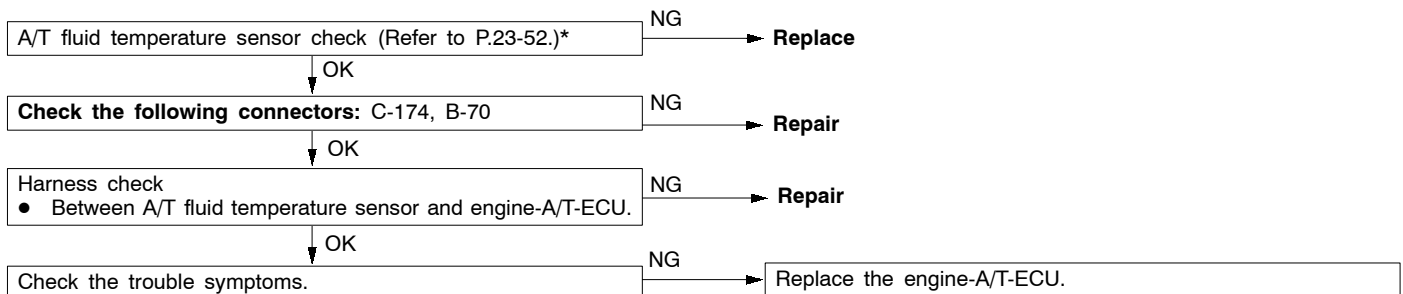 A/T fluid temperature sensor check (Refer to P.23-52.)*
NG
Replace
OK
Check the following connectors: C-174, B-70
NG
Repair
OK
Harness check
● Between A/T fluid temperature sensor and engine-A/T-ECU.
NG
Repair
OK
Check the trouble symptoms.
NG
Replace the engine-A/T-ECU.